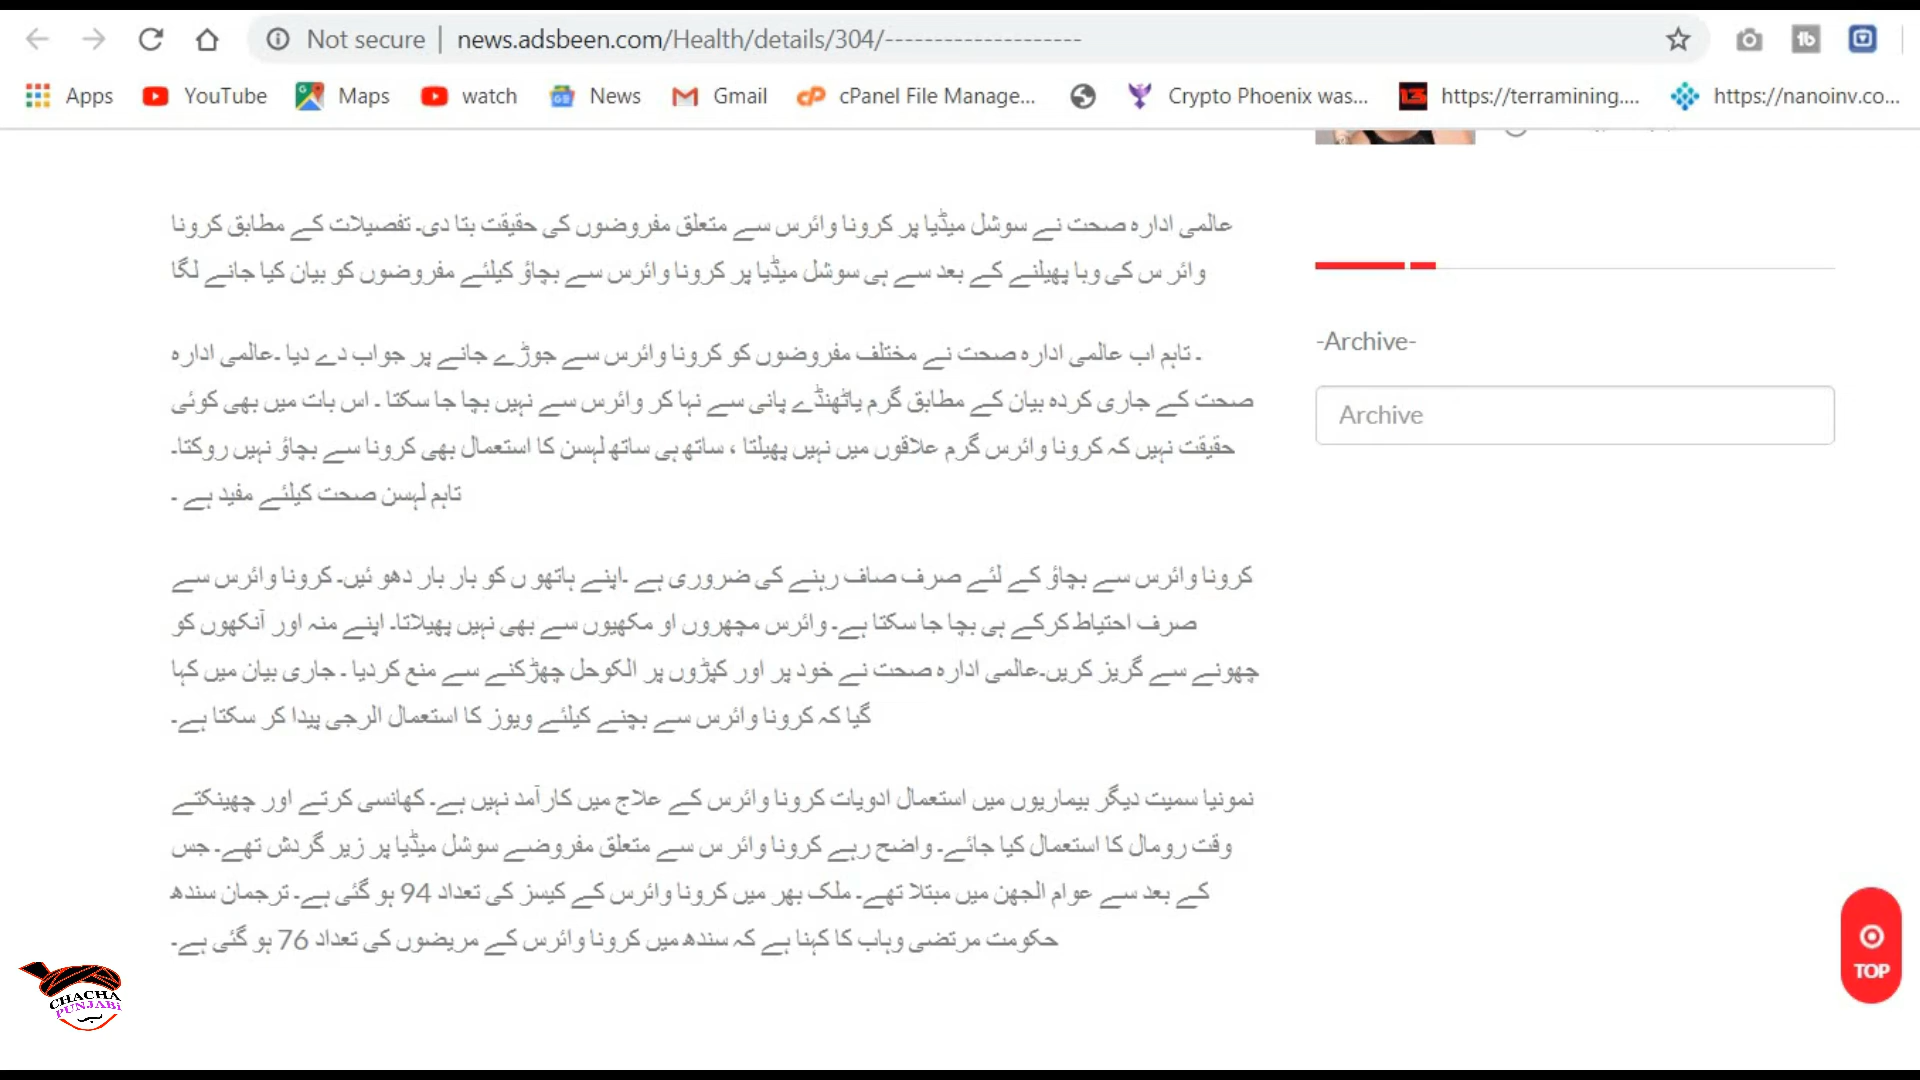 Not secure | news.adsbeen.com/Health/details/304/--------------------
Apps YouTube Maps watch News Gmail cPanel File Manage... Crypto Phoenix was... https://terramining.... https://nanoinv.co...
عالمی ادارہ صحت نے سوشل میڈیا پر کرونا وائرس سے متعلق مفروضوں کی حقیقت بتا دی۔ تفصیلات کے مطابق کرونا
وائر س کی وبا پھیلنے کے بعد سے ہی سوشل میڈیا پر کرونا وائرس سے بچاؤ کیلئے مفروضوں کو بیان کیا جانے لگا
۔ تاہم اب عالمی ادارہ صحت نے مختلف مفروضوں کو کرونا وائرس سے جوڑے جانے پر جواب دے دیا ۔عالمی ادارہ
صحت کے جاری کردہ بیان کے مطابق گرم یاٹھنڈے پانی سے نہا کر وائرس سے نہیں بچا جا سکتا ۔ اس بات میں بھی کوئی
حقیقت نہیں کہ کرونا وائرس گرم علاقوں میں نہیں پھیلتا ، ساتھ ہی ساتھ لہسن کا استعمال بھی کرونا سے بچاؤ نہیں روکتا۔
تاہم لہسن صحت کیلئے مفید ہے ۔
کرونا وائرس سے بچاؤ کے لئے صرف صاف رہنے کی ضروری ہے ۔اپنے ہاتھو ں کو بار بار دھو ئیں۔ کرونا وائرس سے
صرف احتیاط کرکے ہی بچا جا سکتا ہے۔ وائرس مچھروں او مکھیوں سے بھی نہیں پھیلاتا۔ اپنے منہ اور آنکھوں کو
چھونے سے گریز کریں۔عالمی ادارہ صحت نے خود پر اور کپڑوں پر الکوحل چھڑکنے سے منع کردیا ۔ جاری بیان میں کہا
گیا کہ کرونا وائرس سے بچنے کیلئے ویوز کا استعمال الرجی پیدا کر سکتا ہے۔
نمونیا سمیت دیگر بیماریوں میں استعمال ادویات کرونا وائرس کے علاج میں کارآمد نہیں ہے۔ کھانسی کرتے اور چھینکتے
وقت رومال کا استعمال کیا جائے۔ واضح رہے کرونا وائر س سے متعلق مفروضے سوشل میڈیا پر زیر گردش تھے۔ جس
کے بعد سے عوام الجھن میں مبتلا تھے۔ ملک بھر میں کرونا وائرس کے کیسز کی تعداد 94 ہو گئی ہے۔ ترجمان سندھ
حکومت مرتضی وہاب کا کہنا ہے کہ سندھ میں کرونا وائرس کے مریضوں کی تعداد 76 ہو گئی ہے۔
-Archive-
Archive
TOP
CHACHA
PUNJABi